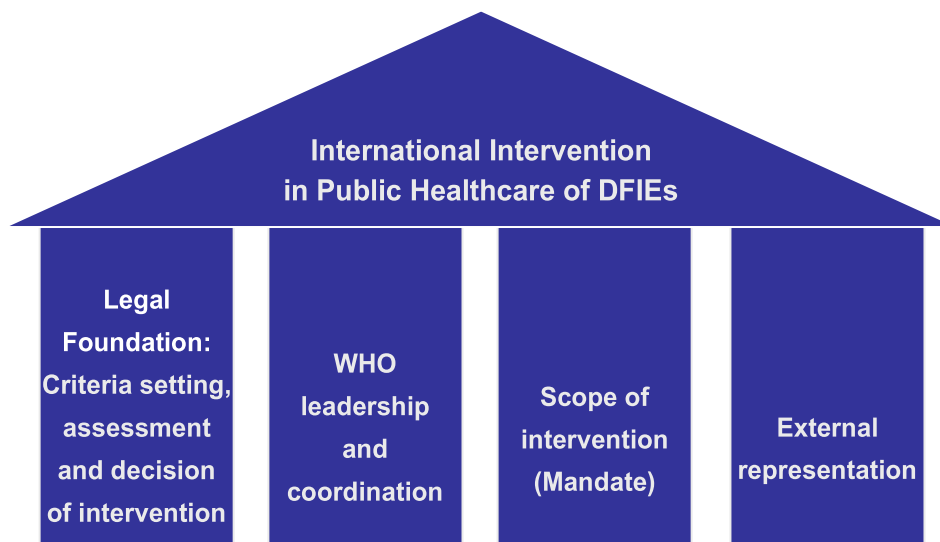 International Intervention
in Public Healthcare of DFIEs
Legal
Foundation:
Criteria setting,
assessment
and decision
of intervention
WHO
leadership
and
coordination
Scope of
intervention
(Mandate)
External
representation